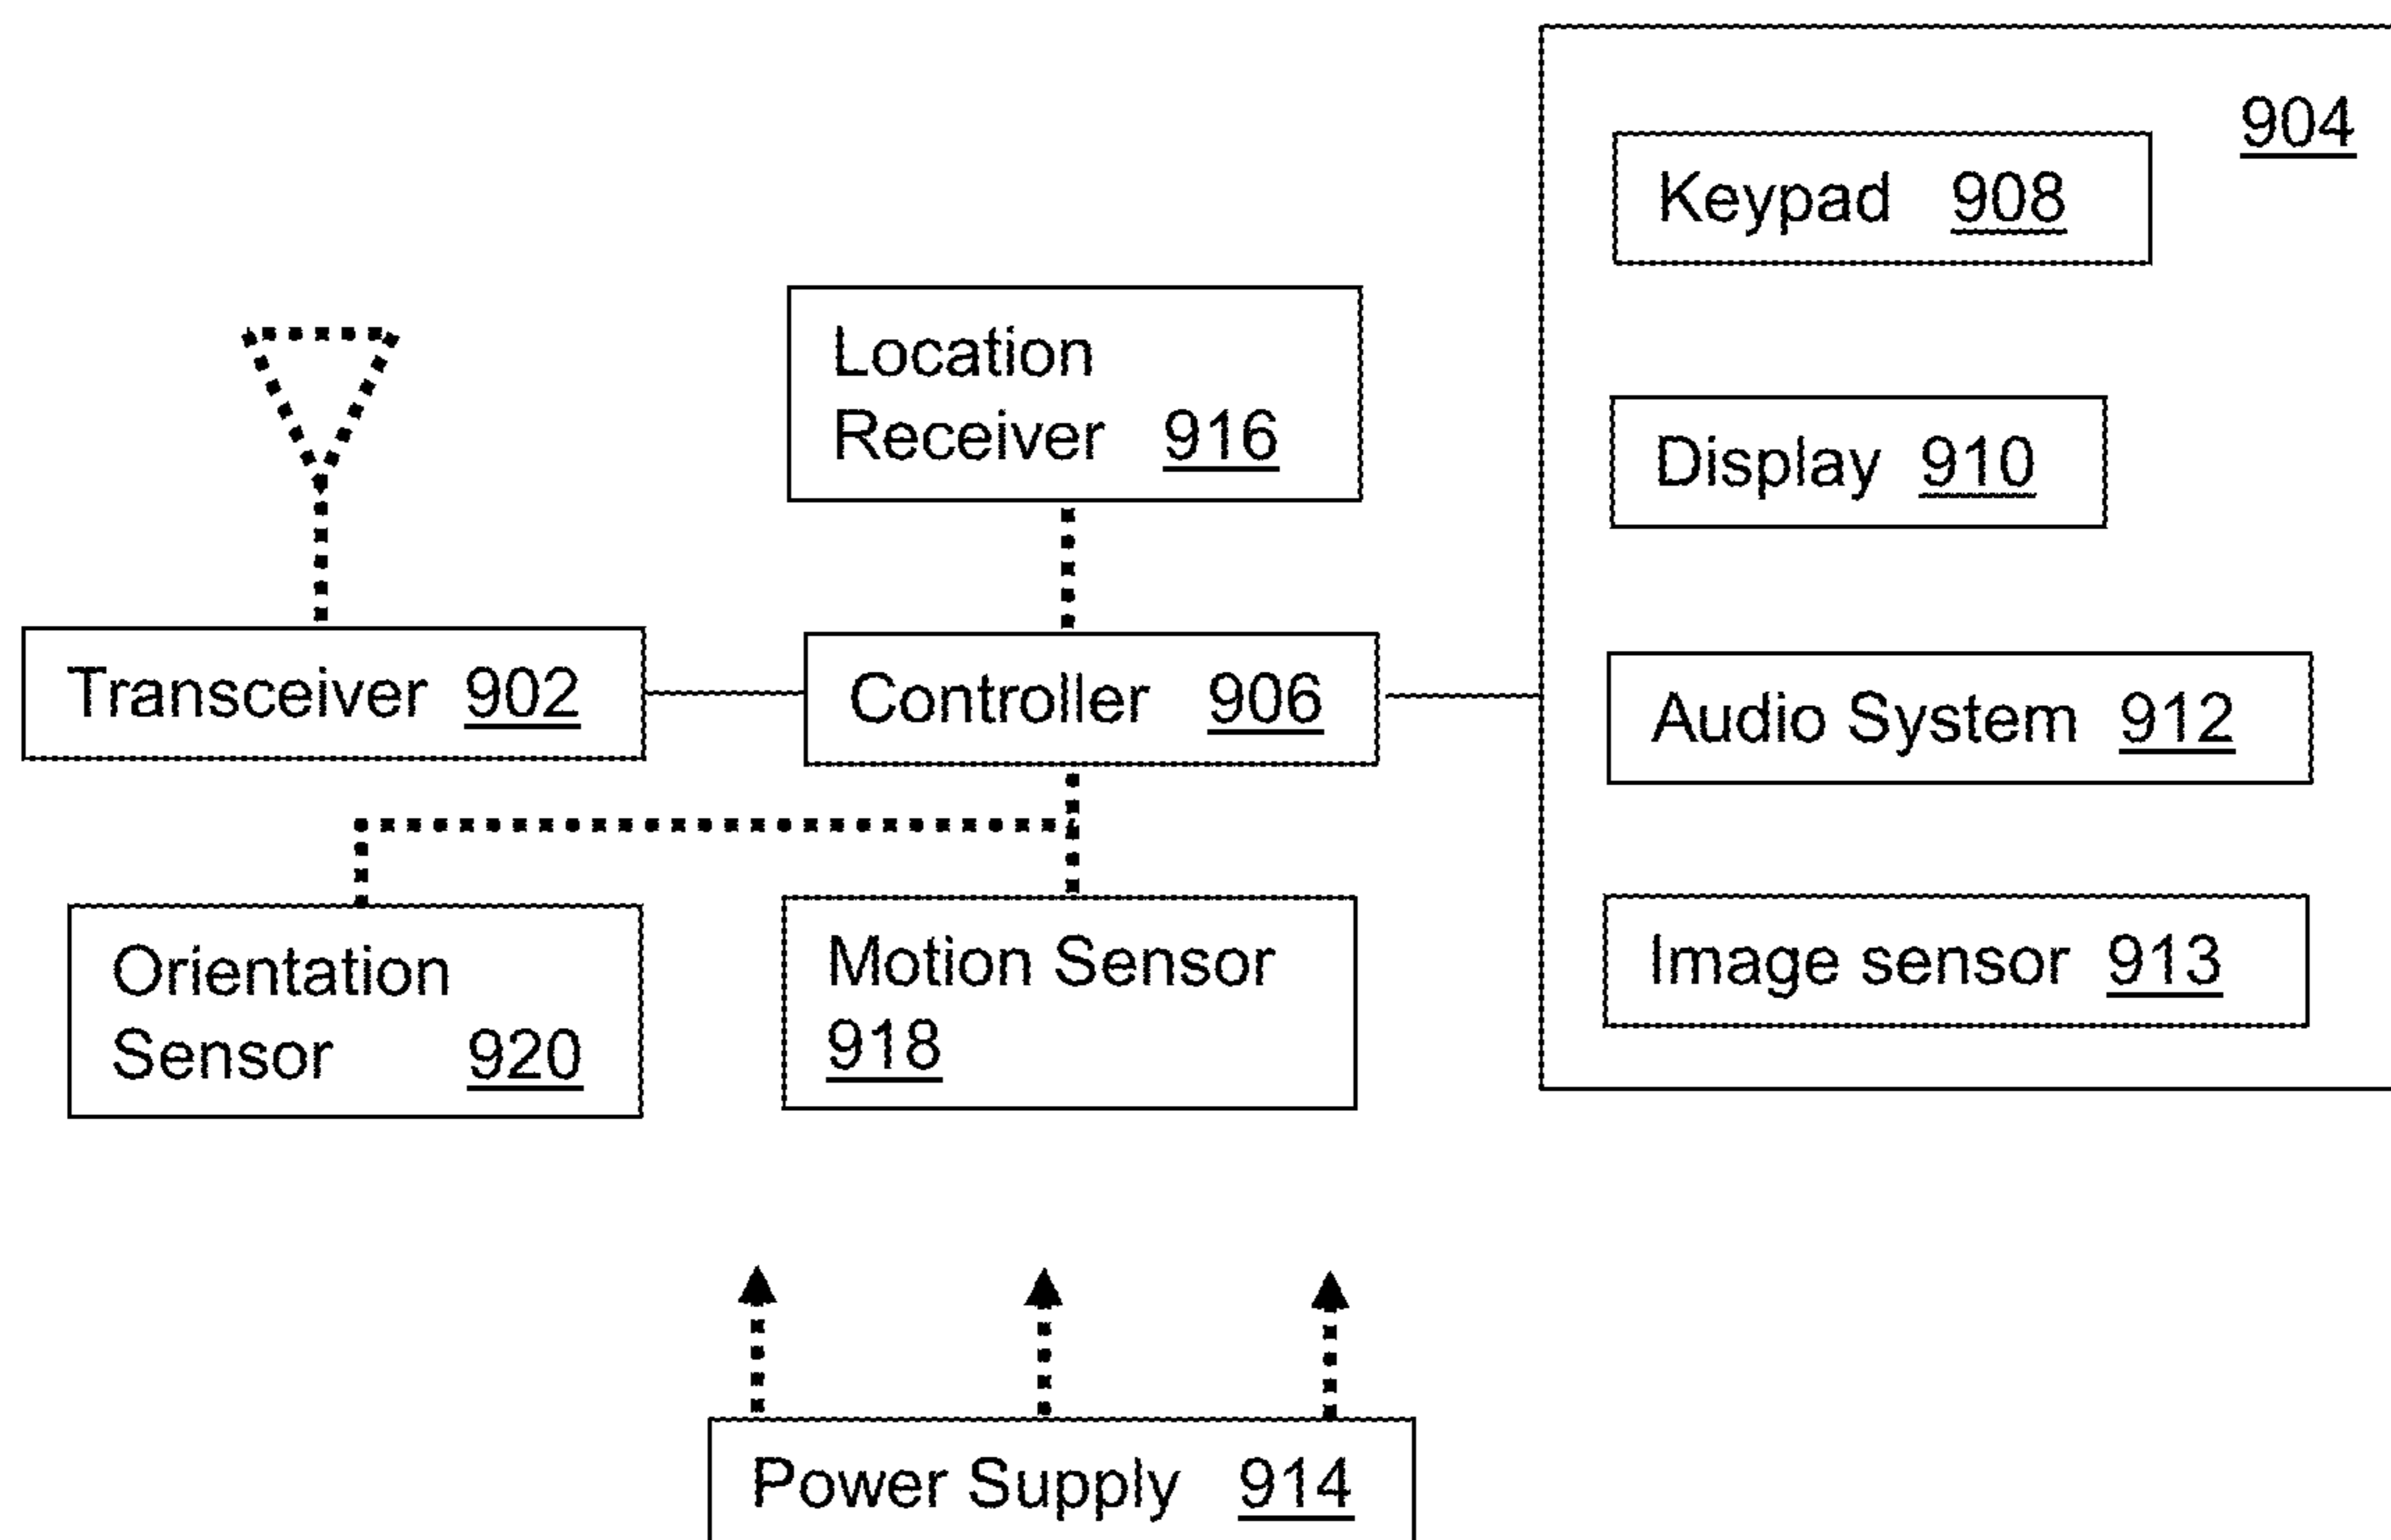 904
Keypad 908
Location
Receiver 916
Display 910
Transceiver 902
Controller 906
Audio System 912
Orientation
Sensor 920
Motion Sensor
918
Image sensor 913
Power Supply 914